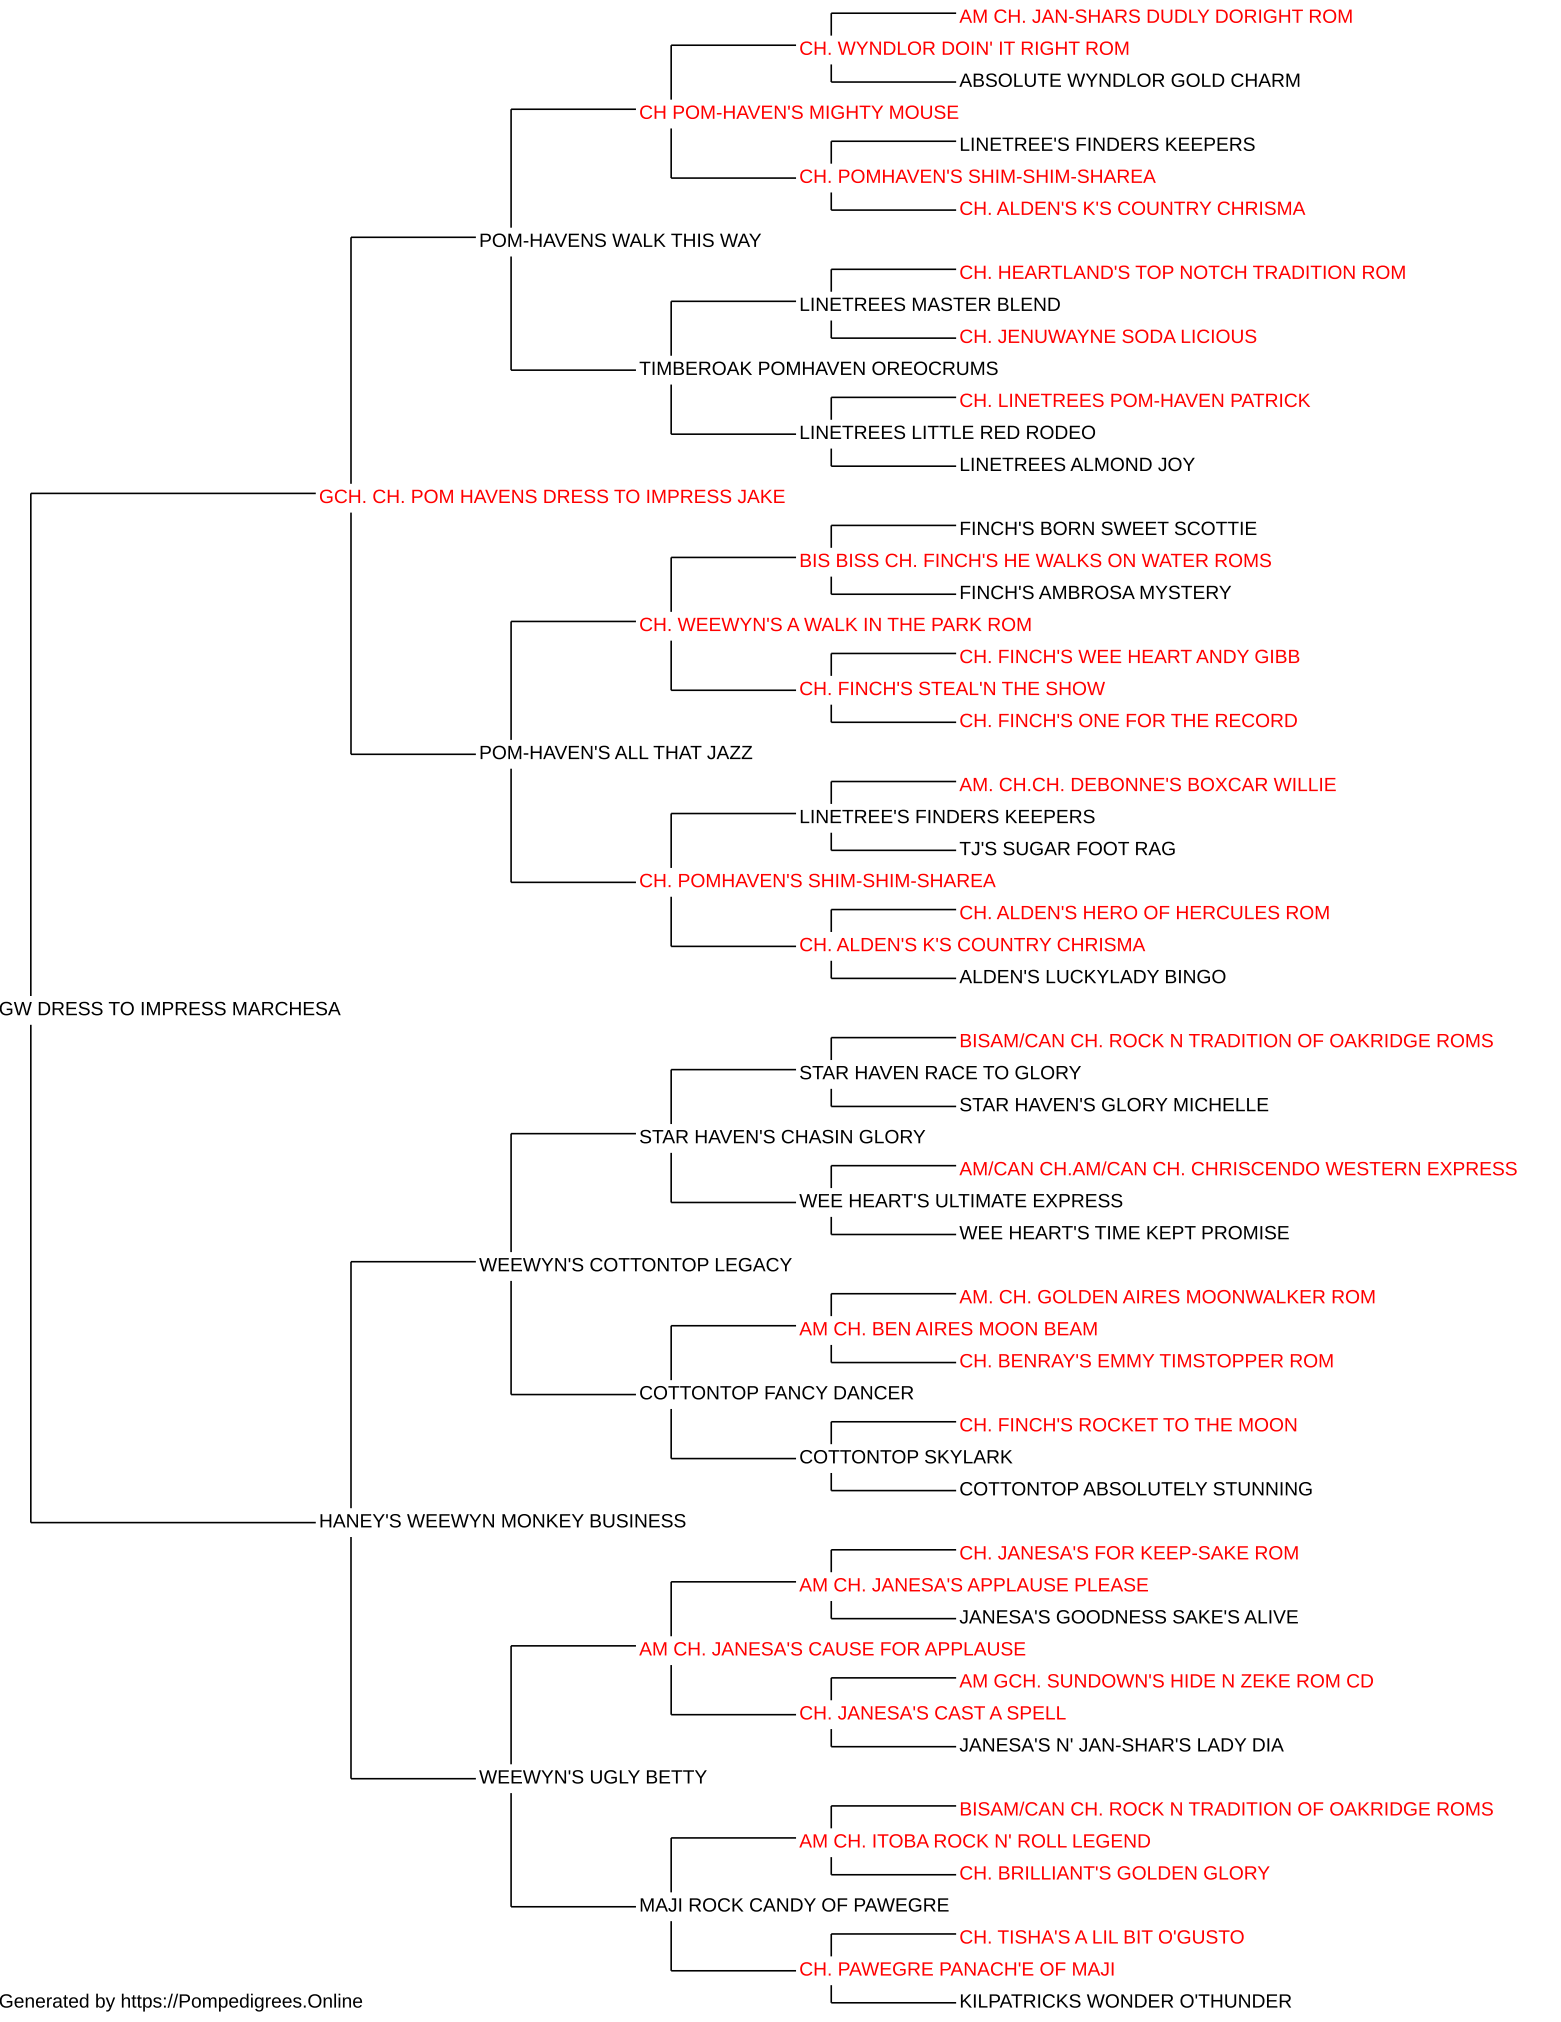 AM CH. JAN-SHARS DUDLY DORIGHT ROM
CH. WYNDLOR DOIN' IT RIGHT ROM
ABSOLUTE WYNDLOR GOLD CHARM
CH POM-HAVEN'S MIGHTY MOUSE
LINETREE'S FINDERS KEEPERS
CH. POMHAVEN'S SHIM-SHIM-SHAREA
CH. ALDEN'S K'S COUNTRY CHRISMA
POM-HAVENS WALK THIS WAY
CH. HEARTLAND'S TOP NOTCH TRADITION ROM
LINETREES MASTER BLEND
CH. JENUWAYNE SODA LICIOUS
TIMBEROAK POMHAVEN OREOCRUMS
CH. LINETREES POM-HAVEN PATRICK
LINETREES LITTLE RED RODEO
LINETREES ALMOND JOY
GCH. CH. POM HAVENS DRESS TO IMPRESS JAKE
FINCH'S BORN SWEET SCOTTIE
BIS BISS CH. FINCH'S HE WALKS ON WATER ROMS
FINCH'S AMBROSA MYSTERY
CH. WEEWYN'S A WALK IN THE PARK ROM
CH. FINCH'S WEE HEART ANDY GIBB
CH. FINCH'S STEAL'N THE SHOW
CH. FINCH'S ONE FOR THE RECORD
POM-HAVEN'S ALL THAT JAZZ
AM. CH.CH. DEBONNE'S BOXCAR WILLIE
LINETREE'S FINDERS KEEPERS
TJ'S SUGAR FOOT RAG
CH. POMHAVEN'S SHIM-SHIM-SHAREA
CH. ALDEN'S HERO OF HERCULES ROM
CH. ALDEN'S K'S COUNTRY CHRISMA
ALDEN'S LUCKYLADY BINGO
GW DRESS TO IMPRESS MARCHESA
BISAM/CAN CH. ROCK N TRADITION OF OAKRIDGE ROMS
STAR HAVEN RACE TO GLORY
STAR HAVEN'S GLORY MICHELLE
STAR HAVEN'S CHASIN GLORY
AM/CAN CH.AM/CAN CH. CHRISCENDO WESTERN EXPRESS
WEE HEART'S ULTIMATE EXPRESS
WEE HEART'S TIME KEPT PROMISE
WEEWYN'S COTTONTOP LEGACY
AM. CH. GOLDEN AIRES MOONWALKER ROM
AM CH. BEN AIRES MOON BEAM
CH. BENRAY'S EMMY TIMSTOPPER ROM
COTTONTOP FANCY DANCER
CH. FINCH'S ROCKET TO THE MOON
COTTONTOP SKYLARK
COTTONTOP ABSOLUTELY STUNNING
HANEY'S WEEWYN MONKEY BUSINESS
CH. JANESA'S FOR KEEP-SAKE ROM
AM CH. JANESA'S APPLAUSE PLEASE
JANESA'S GOODNESS SAKE'S ALIVE
AM CH. JANESA'S CAUSE FOR APPLAUSE
AM GCH. SUNDOWN'S HIDE N ZEKE ROM CD
CH. JANESA'S CAST A SPELL
JANESA'S N' JAN-SHAR'S LADY DIA
WEEWYN'S UGLY BETTY
BISAM/CAN CH. ROCK N TRADITION OF OAKRIDGE ROMS
AM CH. ITOBA ROCK N' ROLL LEGEND
CH. BRILLIANT'S GOLDEN GLORY
MAJI ROCK CANDY OF PAWEGRE
CH. TISHA'S A LIL BIT O'GUSTO
CH. PAWEGRE PANACH'E OF MAJI
KILPATRICKS WONDER O'THUNDER
Generated by https://Pompedigrees.Online